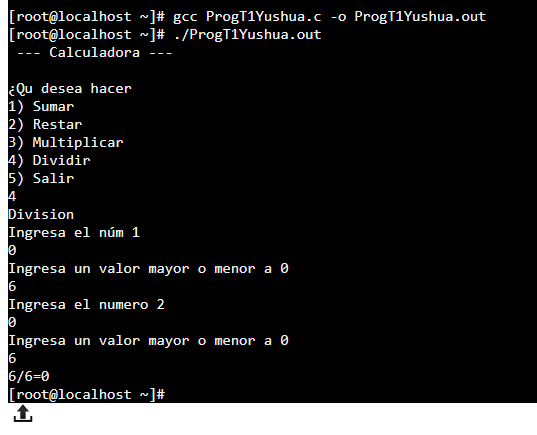 [root@localhost ~]# gcc ProgT1Yushua.c -o ProgT1Yushua.out
[root@localhost ~]# ./ProgT1Yushua.out
--- Calculadora ---
¿Qu desea hacer
1) Sumar
2) Restar
3) Multiplicar
4) Dividir
5) Salir
4
Division
Ingresa el núm 1
0
Ingresa un valor mayor o menor a 0
6
Ingresa el numero 2
0
Ingresa un valor mayor o menor a 0
6
6/6=0
[root@localhost ~]#